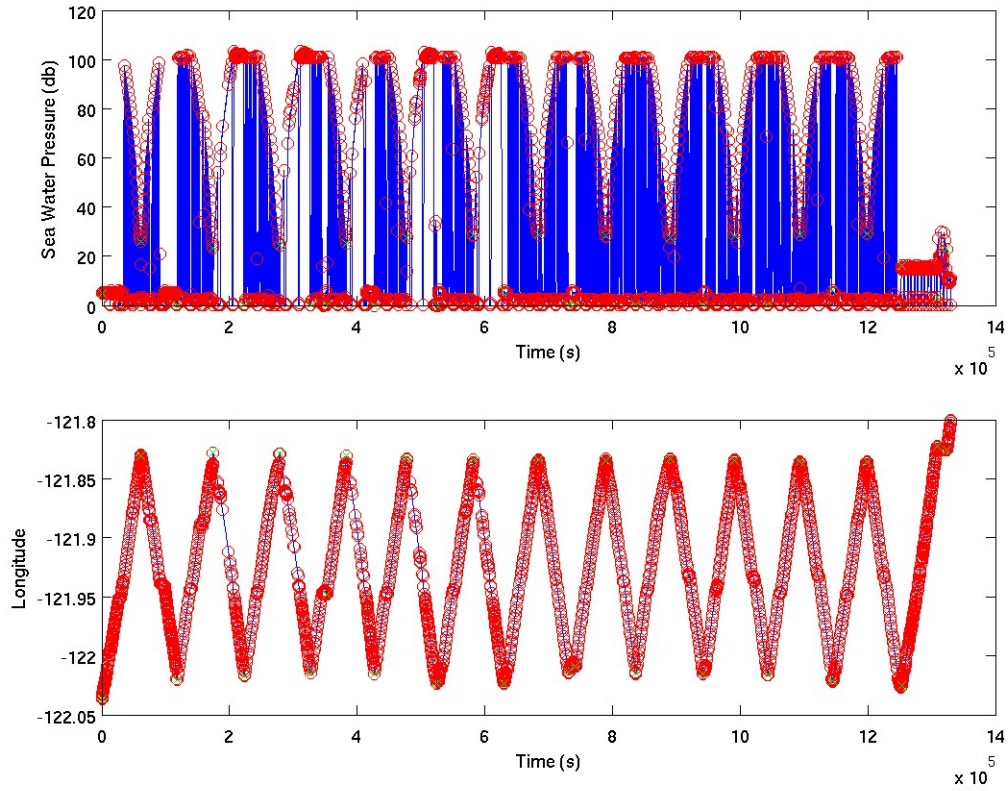 120
100
80
60
40
20
0
Sea Water Pressure (db)
0 2 4 6 8 10 12 14
Time (s)
x 10 5
-121.8
-121.85
-121.9
-121.95
-122
-122.05
Longitude
0 2 4 6 8 10 12 14
Time (s)
x 10 5